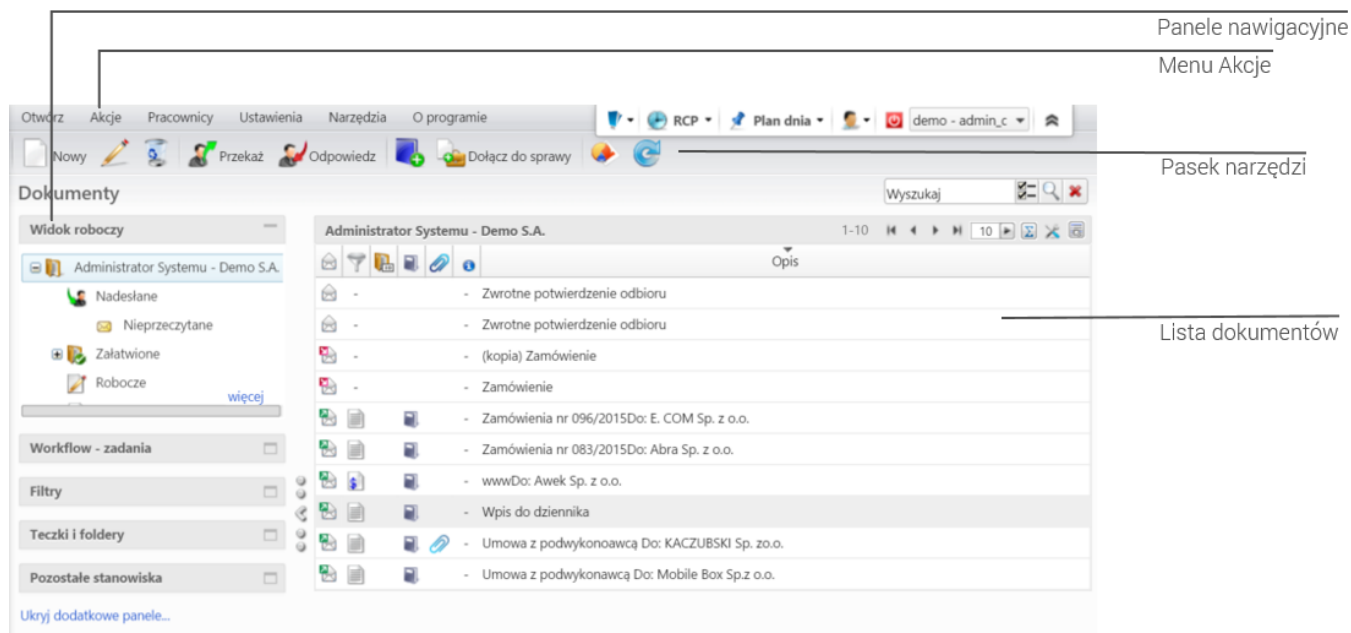 Panele nawigacyjne
Menu Akcje
Otwórz Akcje Pracownicy Ustawienia Narzędzia O programie RCP Plan dnia demo - admin_c
Nowy Przekaż Odpowiedz Dołącz do sprawy
Pasek narzędzi
Dokumenty Wyszukaj
Widok roboczy Administrator Systemu - Demo S.A. 1-10 10
Administrator Systemu - Demo S.A. Opis
Nadesłane - - Zwrotne potwierdzenie odbioru
Nieprzeczytane - - Zwrotne potwierdzenie odbioru
Lista dokumentów
Załatwione - - (kopia) Zamówienie
Robocze - - Zamówienie
więcej
- Zamówienia nr 096/2015Do: E. COM Sp. z o.o.
Workflow - zadania - Zamówienia nr 083/2015Do: Abra Sp. z o.o.
- wwwDo: Awek Sp. z o.o.
Filtry
- Wpis do dziennika
Teczki i foldery - Umowa z podwykonoawcą Do: KACZUBSKI Sp. zo.o.
Pozostałe stanowiska - Umowa z podwykonawcą Do: Mobile Box Sp.z o.o.
Ukryj dodatkowe panele...